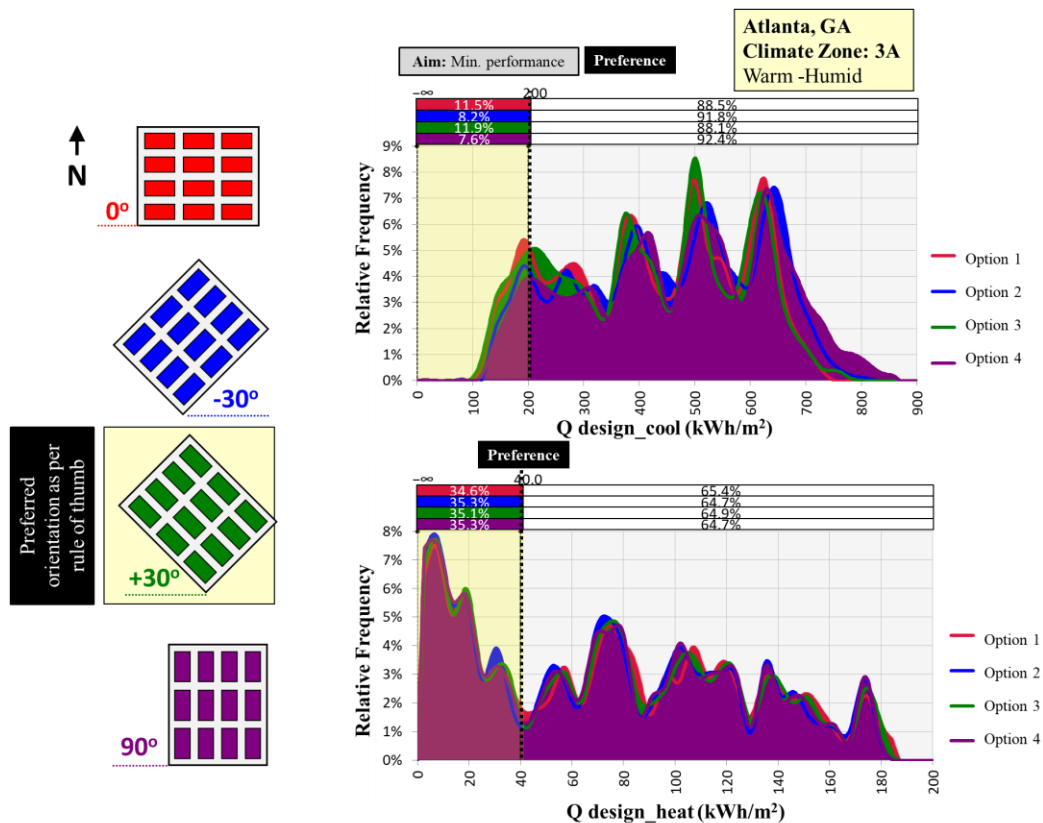 Atlanta, GA
Climate Zone: 3A
Warm -Humid
Aim: Min. performance
Preference
−∞
200
11.5%
88.5%
8.2%
91.8%
11.9%
88.1%
7.6%
92.4%
N
0º
-30º
Preferred
orientation as per
rule of thumb
+30º
90º
Relative Frequency
9%
8%
7%
6%
5%
4%
3%
2%
1%
0%
0
100
200
300
400
500
600
700
800
900
Q design_cool (kWh/m²)
Option 1
Option 2
Option 3
Option 4
Preference
−∞
40.0
34.6%
65.4%
35.3%
64.7%
35.1%
64.9%
35.3%
64.7%
Relative Frequency
8%
7%
6%
5%
4%
3%
2%
1%
0%
0
20
40
60
80
100
120
140
160
180
200
Q design_heat (kWh/m²)
Option 1
Option 2
Option 3
Option 4